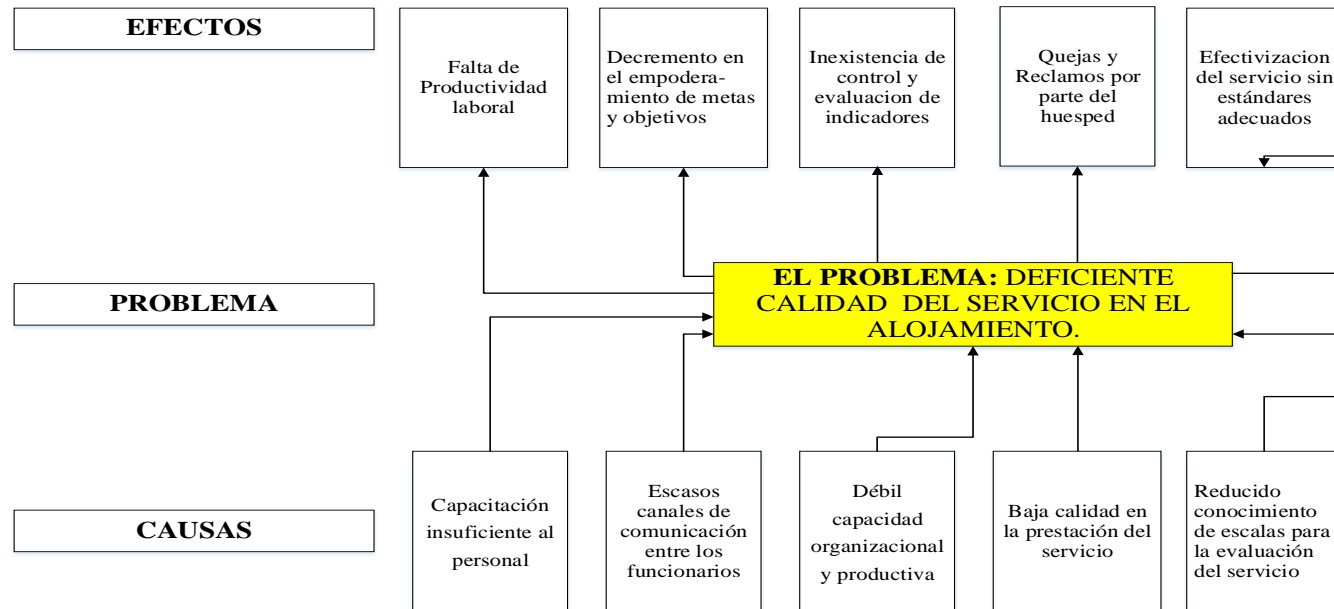 EFECTOS
Falta de
Productividad
laboral
Decremento en
el empodera-
miento de metas
y objetivos
Inexistencia de
control y
evaluacion de
indicadores
Quejas y
Reclamos por
parte del
huesped
Efectivizacion
del servicio sin
estándares
adecuados
PROBLEMA
EL PROBLEMA: DEFICIENTE
CALIDAD DEL SERVICIO EN EL
ALOJAMIENTO.
CAUSAS
Capacitación
insuficiente al
personal
Escasos
canales de
comunicación
entre los
funcionarios
Débil
capacidad
organizacional
y productiva
Baja calidad en
la prestación del
servicio
Reducido
conocimiento
de escalas para
la evaluación
del servicio